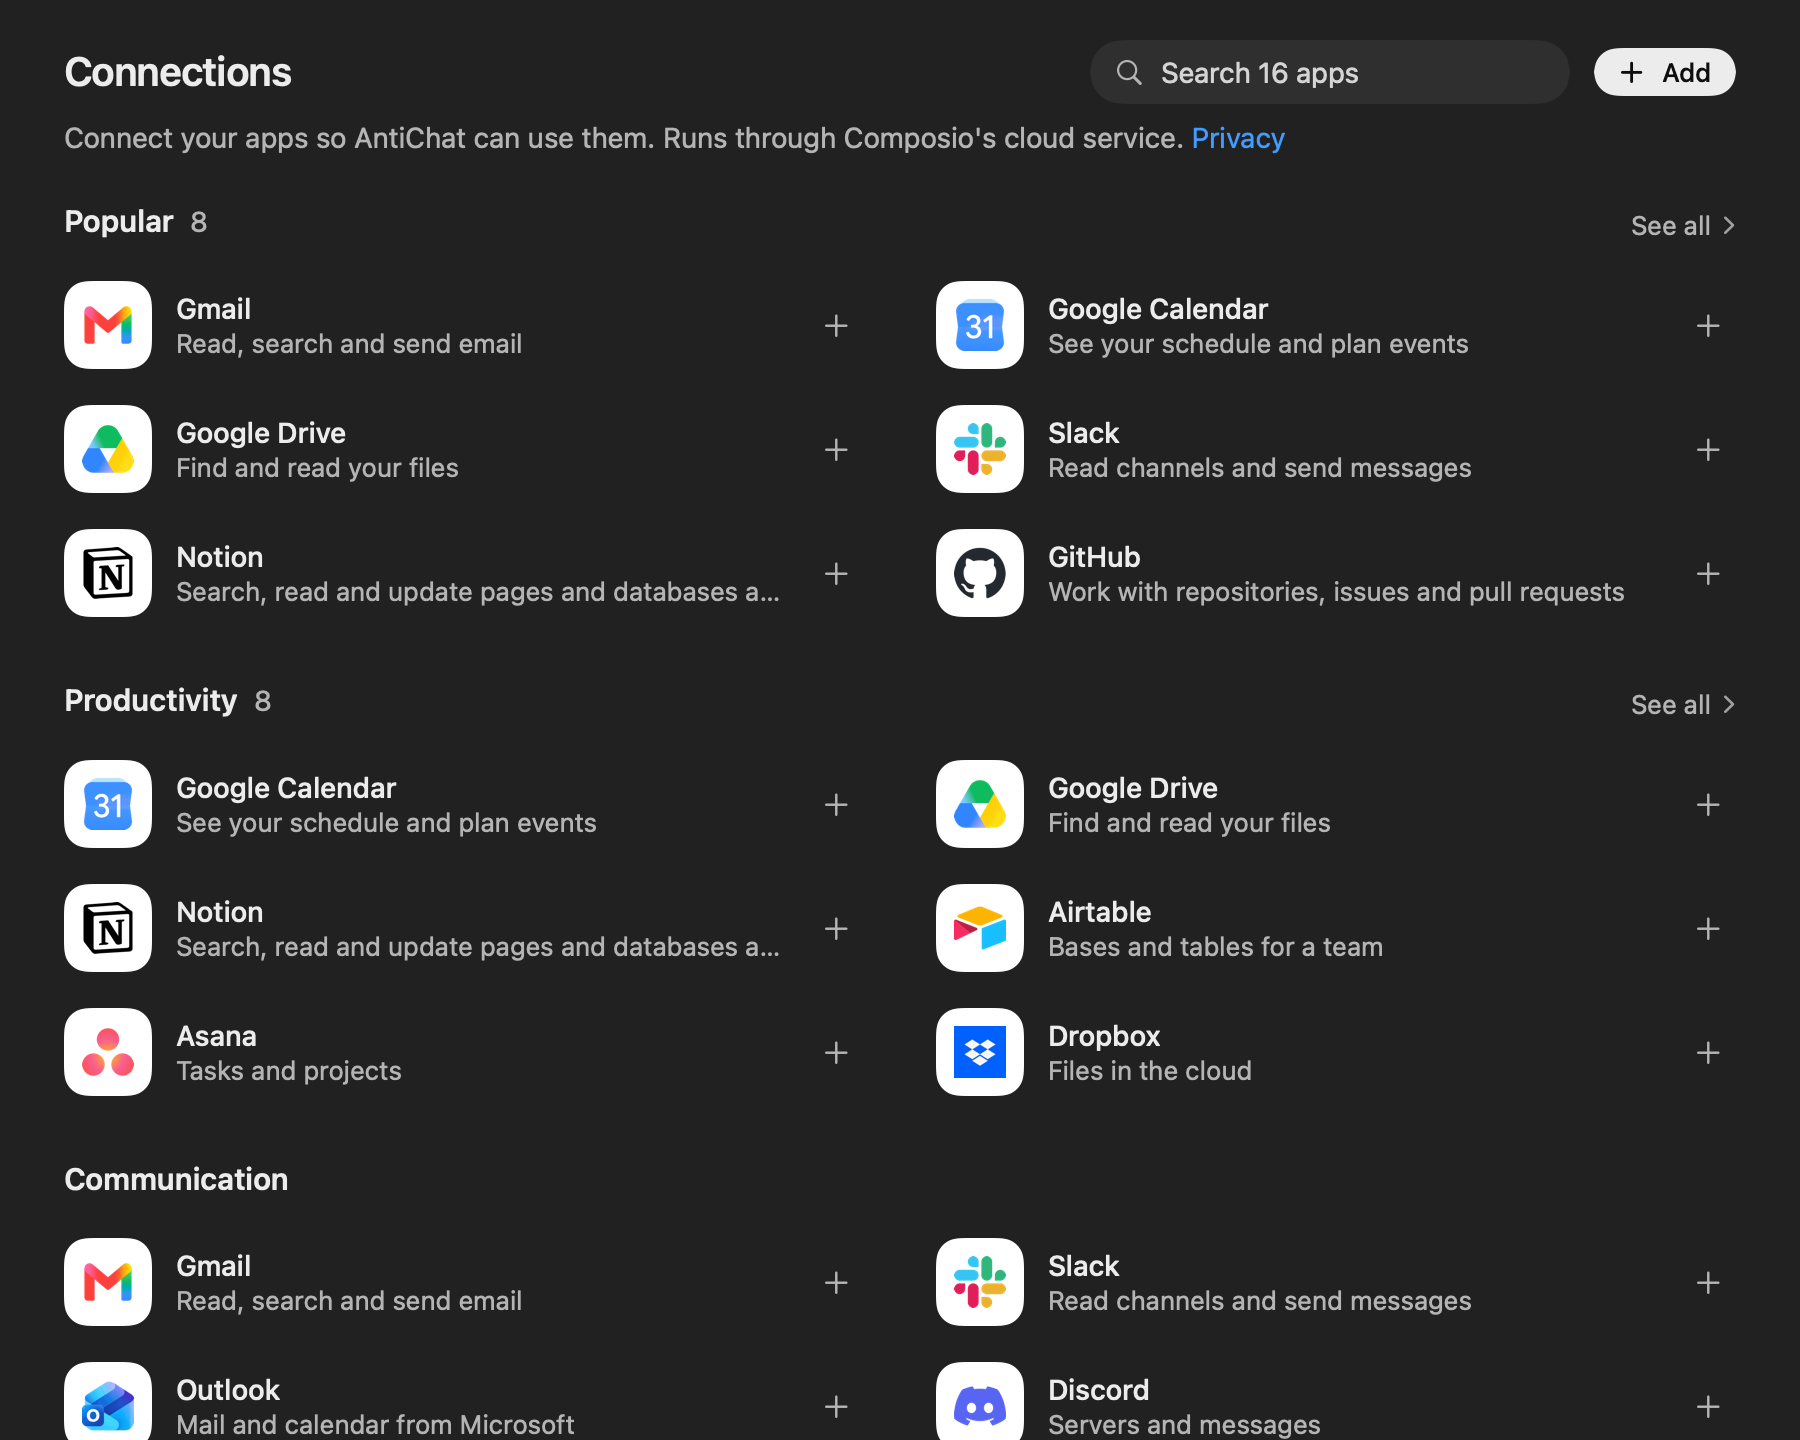 Connections
Search 16 apps
+ Add
Connect your apps so AntiChat can use them. Runs through Composio's cloud service. Privacy
Popular 8
See all >
Gmail
Read, search and send email
31
Google Calendar
See your schedule and plan events
Google Drive
Find and read your files
Slack
Read channels and send messages
N
Notion
Search, read and update pages and databases a...
GitHub
Work with repositories, issues and pull requests
Productivity 8
See all >
31
Google Calendar
See your schedule and plan events
Google Drive
Find and read your files
N
Notion
Search, read and update pages and databases a...
Airtable
Bases and tables for a team
Asana
Tasks and projects
Dropbox
Files in the cloud
Communication
Gmail
Read, search and send email
Slack
Read channels and send messages
O
Outlook
Mail and calendar from Microsoft
Discord
Servers and messages